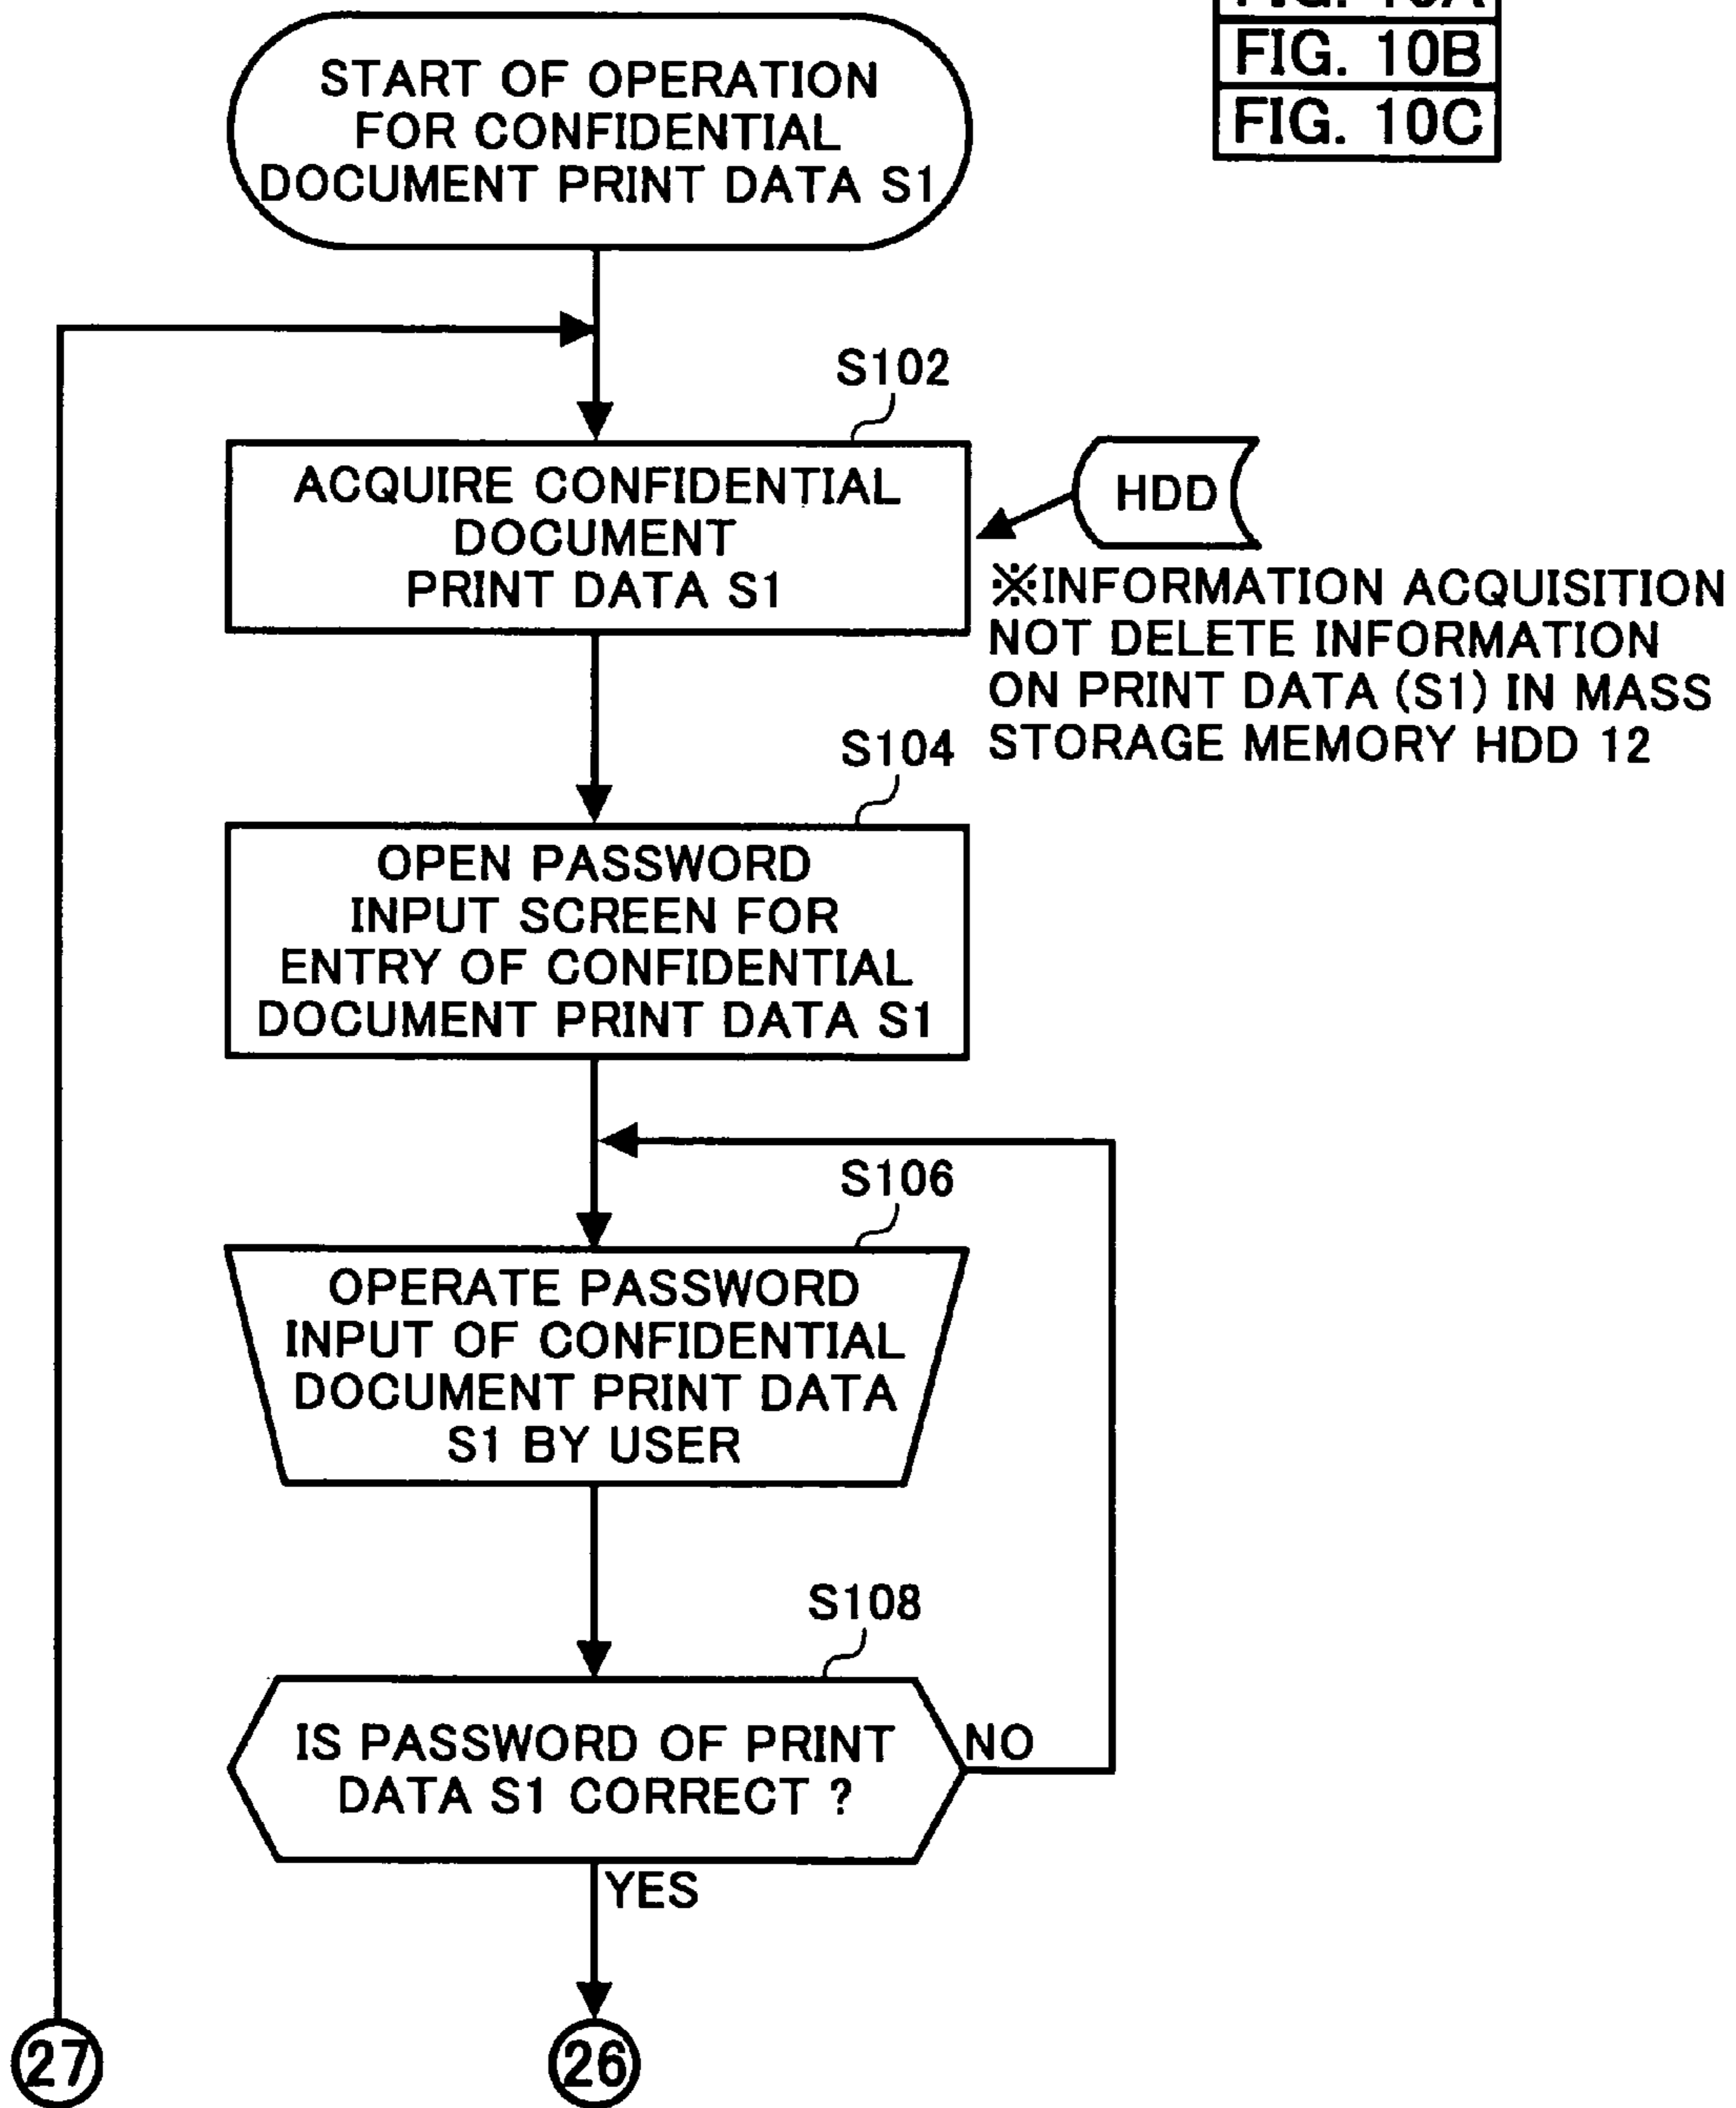 FIG. 10A
FIG. 10B
FIG. 10C
START OF OPERATION
FOR CONFIDENTIAL
DOCUMENT PRINT DATA S1
S102
ACQUIRE CONFIDENTIAL
DOCUMENT
PRINT DATA S1
HDD
※INFORMATION ACQUISITION
NOT DELETE INFORMATION
ON PRINT DATA (S1) IN MASS
STORAGE MEMORY HDD 12
S104
OPEN PASSWORD
INPUT SCREEN FOR
ENTRY OF CONFIDENTIAL
DOCUMENT PRINT DATA S1
S106
OPERATE PASSWORD
INPUT OF CONFIDENTIAL
DOCUMENT PRINT DATA
S1 BY USER
S108
IS PASSWORD OF PRINT
DATA S1 CORRECT ?
NO
YES
27
26